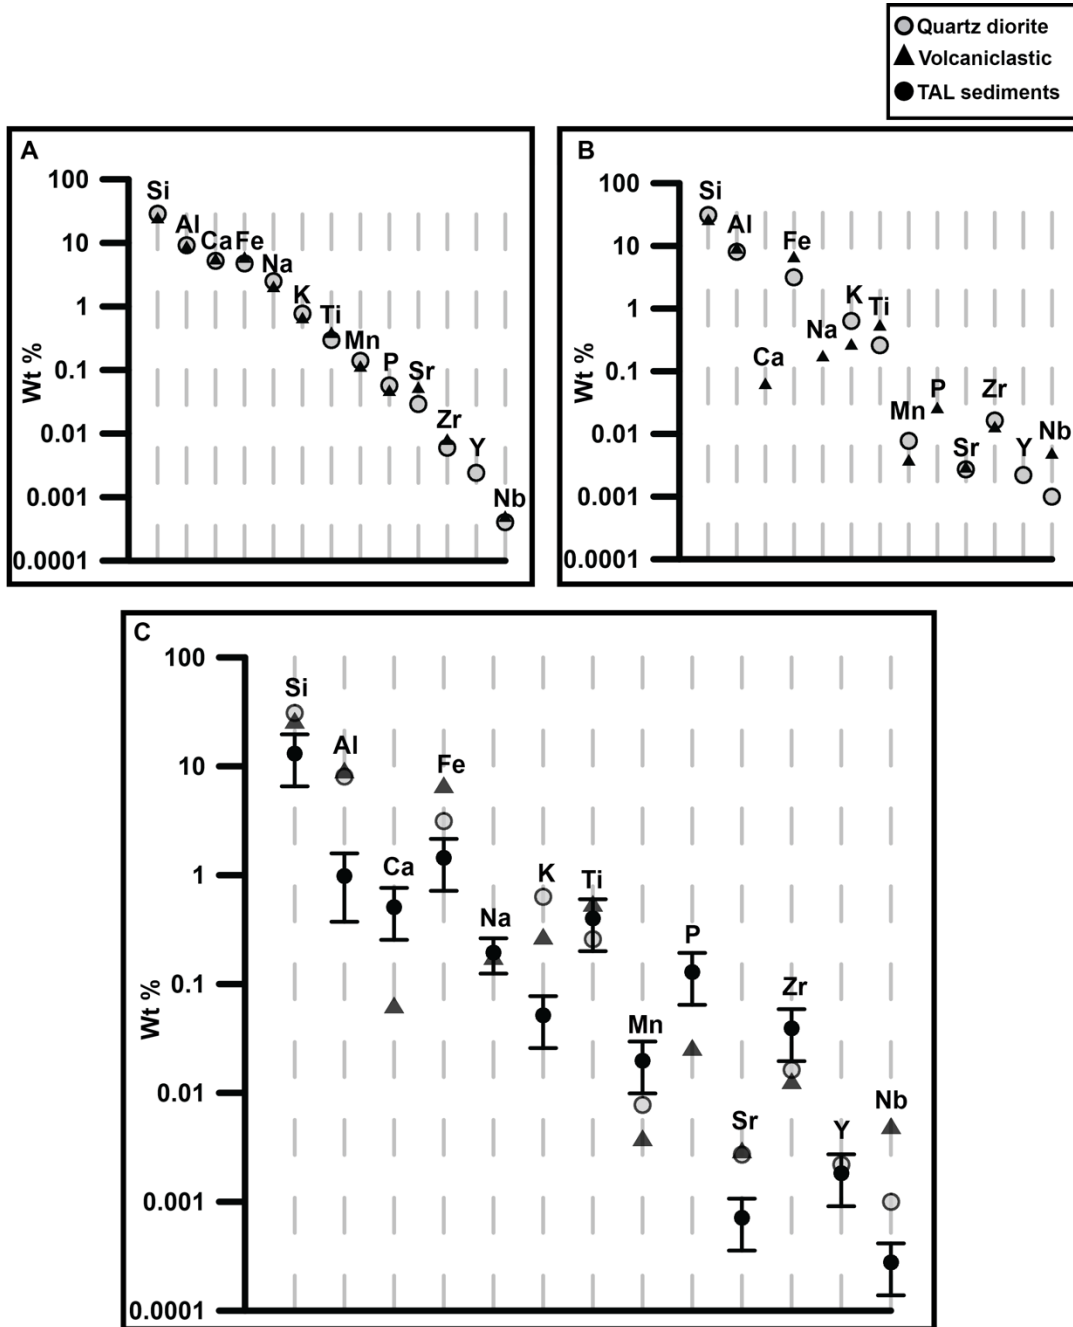 Quartz diorite
Volcaniclastic
TAL sediments
A
100
10
1
0.1
0.01
0.001
0.0001
Wt %
Si
Al
Ca
Fe
Na
K
Ti
Mn
P
Sr
Zr
Y
Nb
B
100
10
1
0.1
0.01
0.001
0.0001
Wt %
Si
Al
Ca
Fe
Na
K
Ti
Mn
P
Sr
Zr
Y
Nb
C
100
10
1
0.1
0.01
0.001
0.0001
Wt %
Si
Al
Ca
Fe
Na
K
Ti
Mn
P
Sr
Zr
Y
Nb